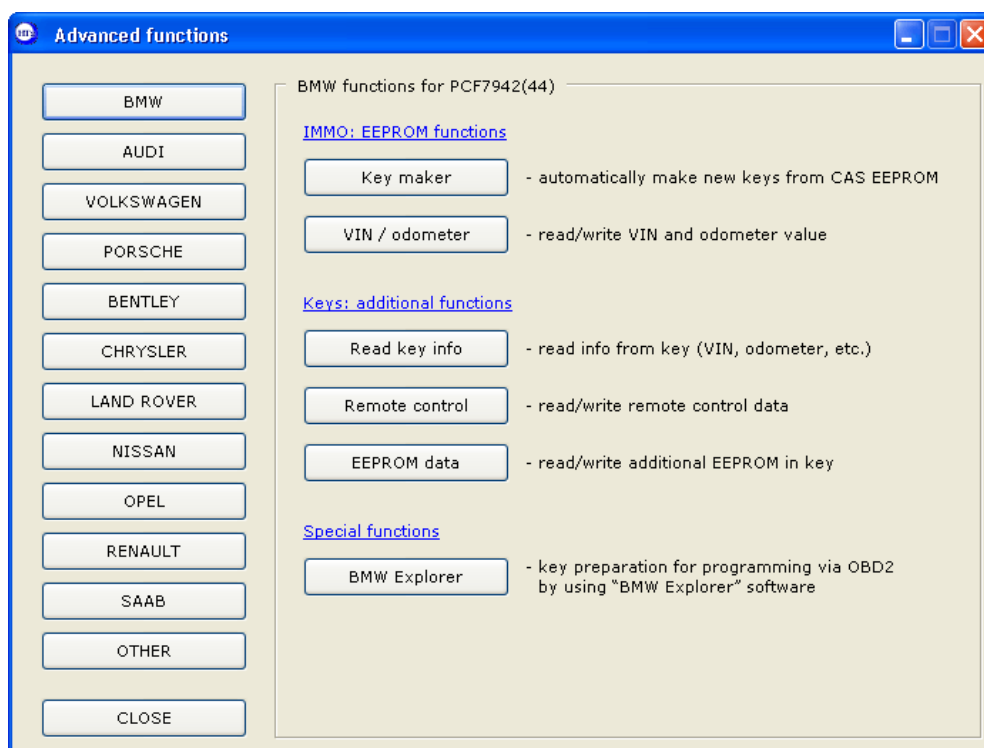 Advanced functions
BMW
AUDI
VOLKSWAGEN
PORSCHE
BENTLEY
CHRYSLER
LAND ROVER
NISSAN
OPEL
RENAULT
SAAB
OTHER
CLOSE
BMW functions for PCF7942(44)
IMMO: EEPROM functions
Key maker - automatically make new keys from CAS EEPROM
VIN / odometer - read/write VIN and odometer value
Keys: additional functions
Read key info - read info from key (VIN, odometer, etc.)
Remote control - read/write remote control data
EEPROM data - read/write additional EEPROM in key
Special functions
BMW Explorer - key preparation for programming via OBD2
by using “BMW Explorer” software